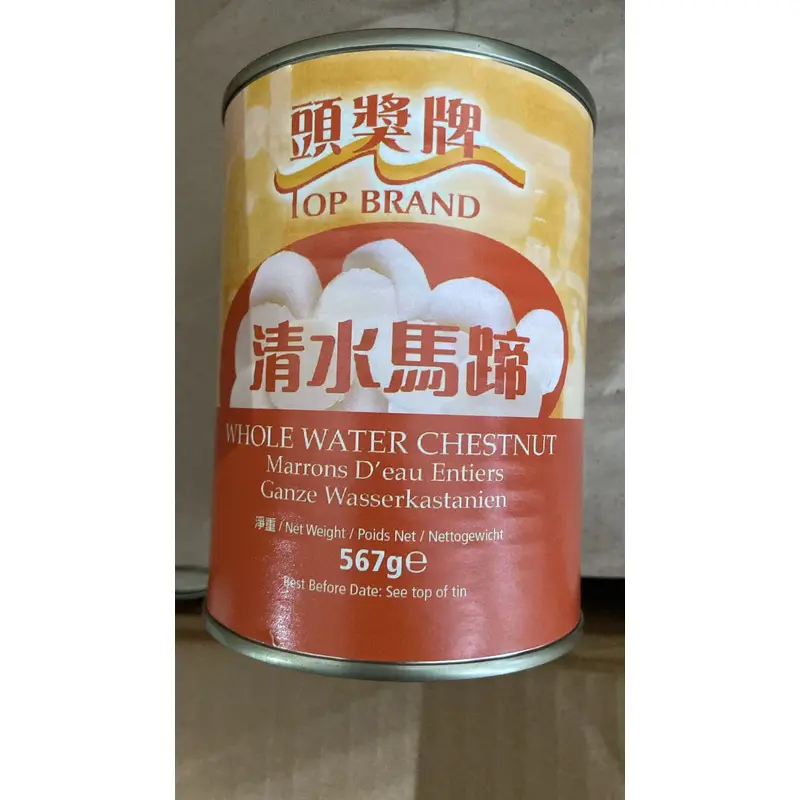 頭獎牌
TOP BRAND
清水馬蹄
WHOLE WATER CHESTNUT
Marrons D'eau Entiers
Ganze Wasserkastanien
淨重 / Net Weight / Poids Net / Nettogewicht
567g℮
Best Before Date: See top of tin